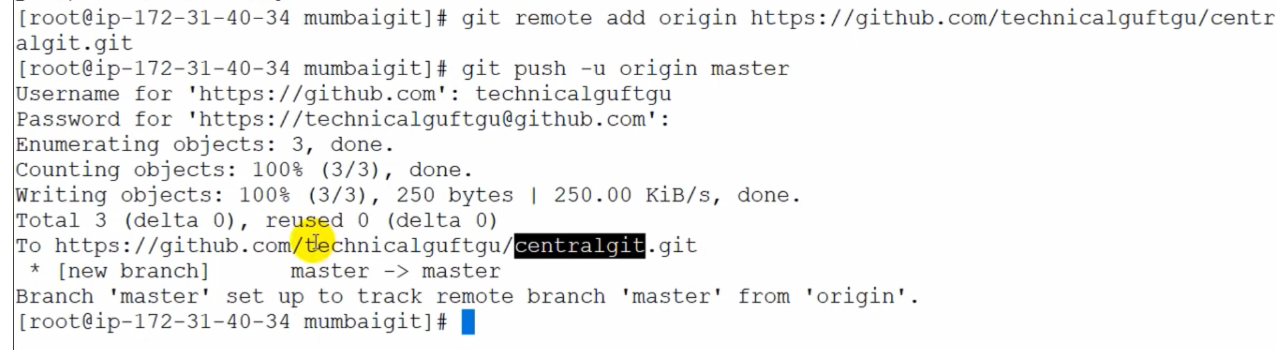 [root@ip-172-31-40-34 mumbaigit]# git remote add origin https://github.com/technicalguftgu/centr
algit.git
[root@ip-172-31-40-34 mumbaigit]# git push -u origin master
Username for 'https://github.com': technicalguftgu
Password for 'https://technicalguftgu@github.com':
Enumerating objects: 3, done.
Counting objects: 100% (3/3), done.
Writing objects: 100% (3/3), 250 bytes | 250.00 KiB/s, done.
Total 3 (delta 0), reused 0 (delta 0)
To https://github.com/technicalguftgu/centralgit.git
 * [new branch]      master -> master
Branch 'master' set up to track remote branch 'master' from 'origin'.
[root@ip-172-31-40-34 mumbaigit]#